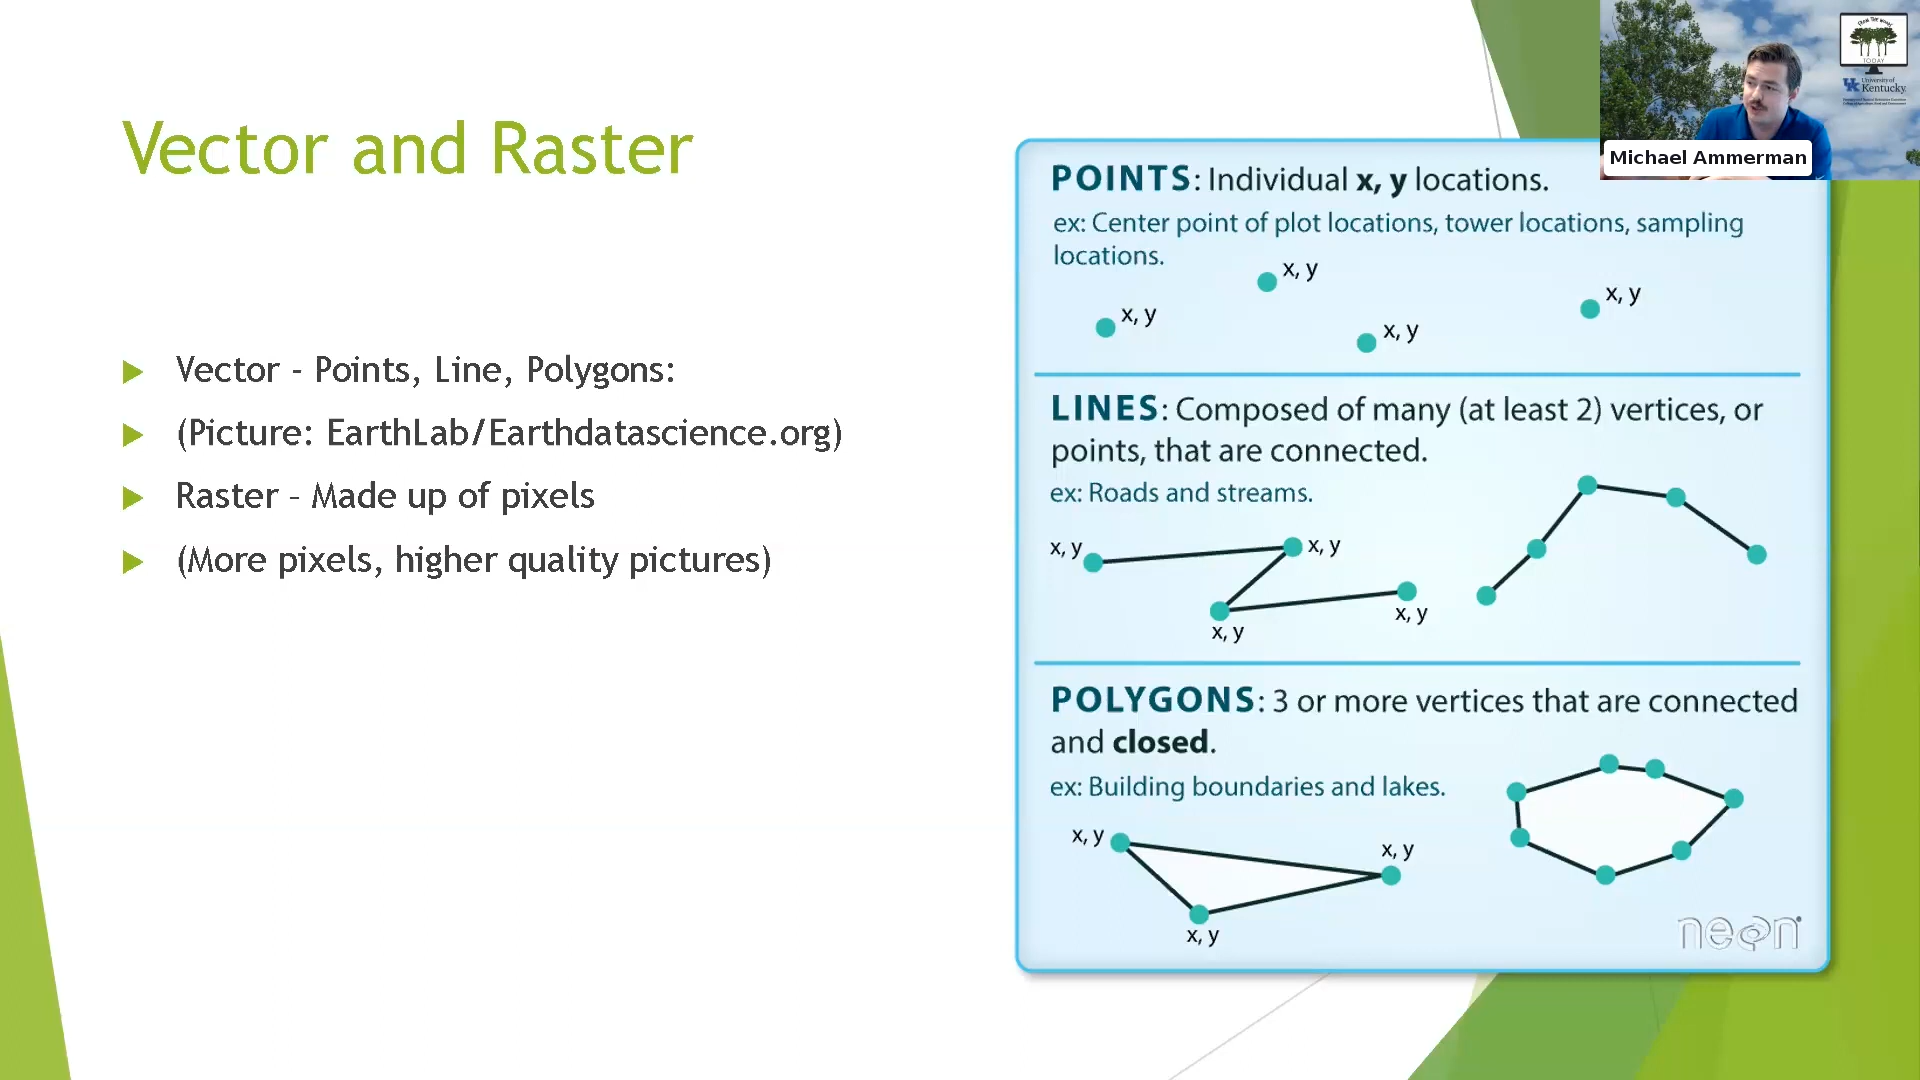 Vector and Raster
Vector - Points, Line, Polygons:
(Picture: EarthLab/Earthdatascience.org)
Raster – Made up of pixels
(More pixels, higher quality pictures)
POINTS: Individual x, y locations.
ex: Center point of plot locations, tower locations, sampling
locations.
x, y
x, y
x, y
x, y
LINES: Composed of many (at least 2) vertices, or
points, that are connected.
ex: Roads and streams.
x, y
x, y
x, y
x, y
POLYGONS: 3 or more vertices that are connected
and closed.
ex: Building boundaries and lakes.
x, y
x, y
x, y
neon
TODAY
University of
Kentucky
Michael Ammerman